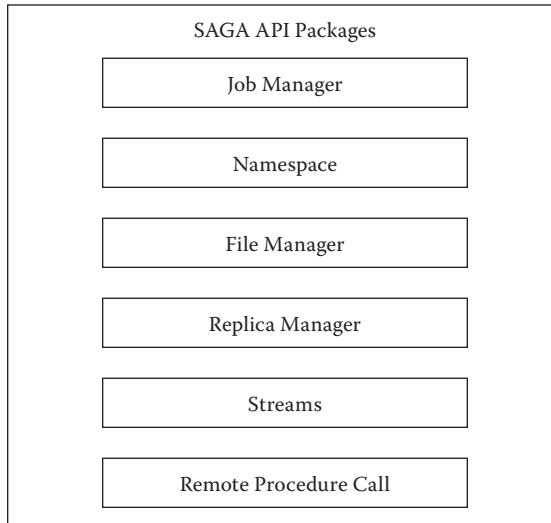 SAGA API Packages
Job Manager
Namespace
File Manager
Replica Manager
Streams
Remote Procedure Call